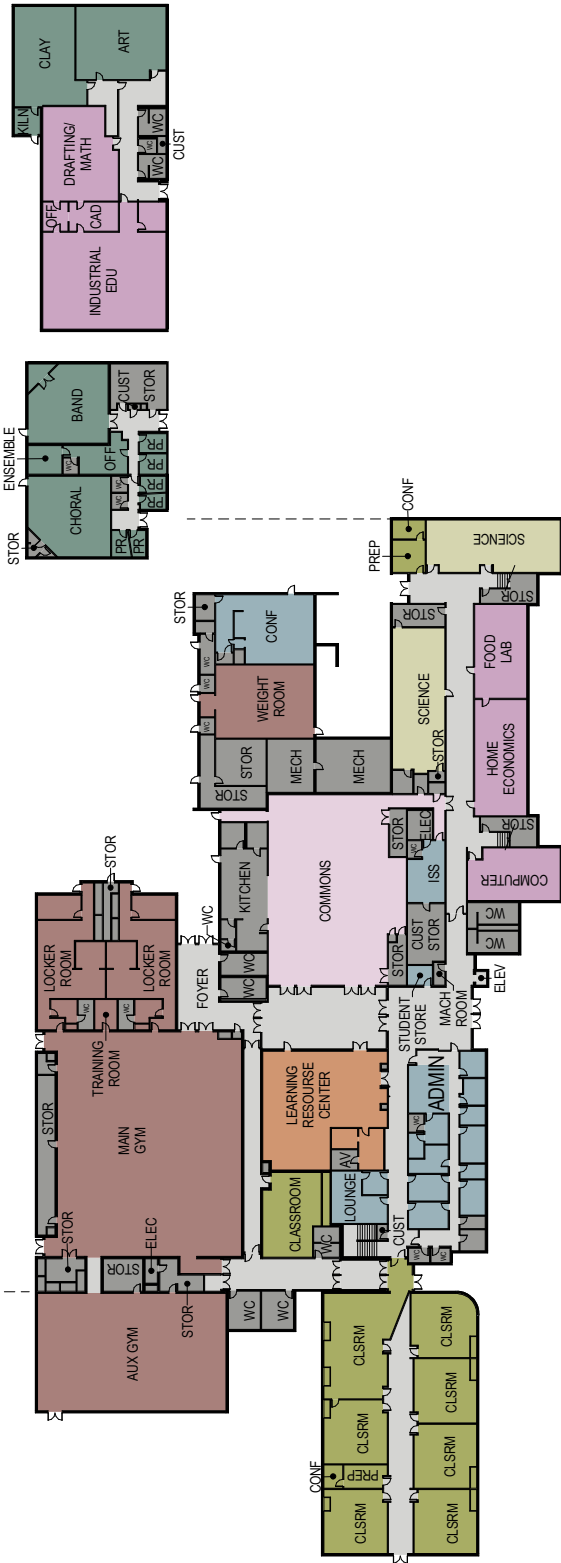 CLAY
ART
KILN
DRAFTING/
MATH
WC
WC
WC
CUST
OFF
CAD
INDUSTRIAL
EDU
ENSEMBLE
BAND
CUST
STOR
WC
OFF
CHORAL
WC
WC
PR
PR
PR
PR
PR
PR
STOR
CONF
PREP
SCIENCE
STOR
STOR
CONF
WC
WC
WC
WEIGHT
ROOM
STOR
STOR
MECH
MECH
STOR
SCIENCE
STOR
FOOD
LAB
HOME
ECONOMICS
STOR
COMPUTER
WC
WC
ELEV
STOR
LOCKER
ROOM
LOCKER
ROOM
WC
WC
TRAINING
ROOM
WC
KITCHEN
WC
WC
FOYER
COMMONS
STOR
ELEC
WC
ISS
CUST
STOR
STOR
STUDENT
STORE
MACH
ROOM
STOR
MAIN
GYM
LEARNING
RESOURSE
CENTER
AV
LOUNGE
CLASSROOM
WC
CUST
ADMIN
WC
WC
WC
STOR
STOR
ELEC
STOR
AUX GYM
WC
WC
CLSRM
CLSRM
CONF
PREP
CLSRM
CLSRM
CLSRM
CLSRM
CLSRM